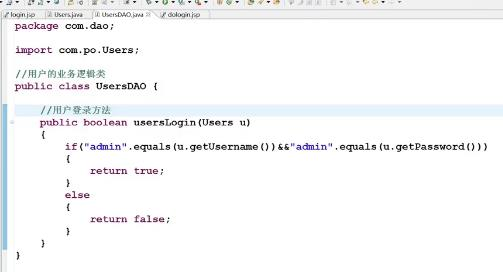 login.jsp Users.java UsersDAO.java dologin.jsp
package com.dao;
import com.po.Users;
//用户的业务逻辑类
public class UsersDAO {
//用户登录方法
public boolean usersLogin(Users u)
{
if("admin".equals(u.getUsername())&&"admin".equals(u.getPassword()))
{
return true;
}
else
{
return false;
}
}
}